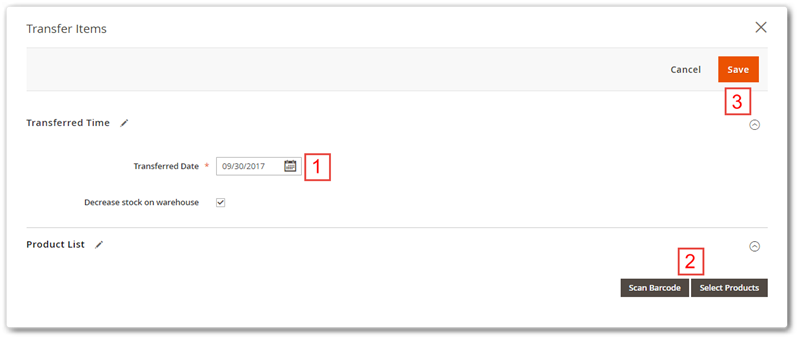 Transfer Items
Cancel Save
3
Transferred Time
Transferred Date * 09/30/2017 1
Decrease stock on warehouse
Product List
2
Scan Barcode Select Products